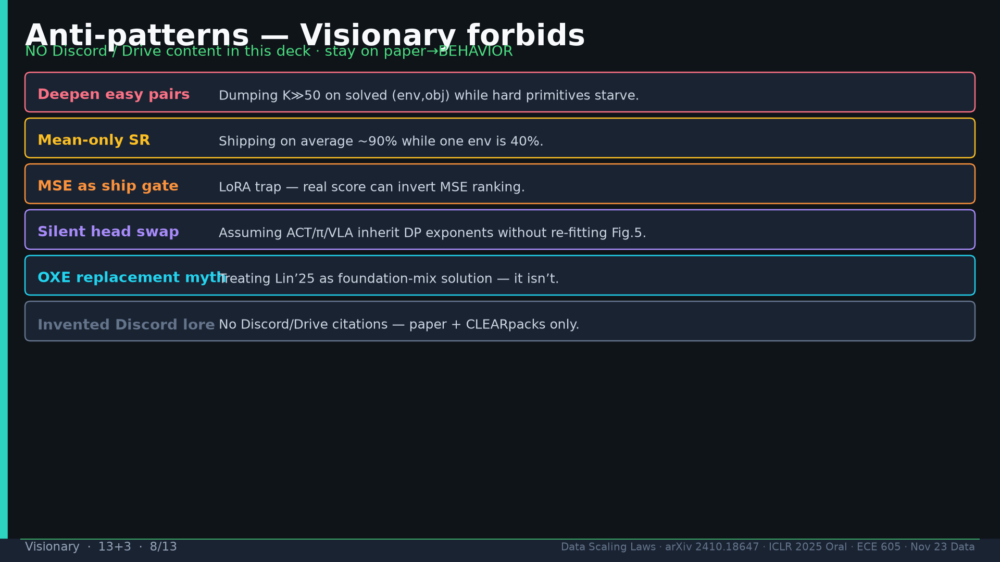 Anti-patterns — Visionary forbids
NO Discord / Drive content in this deck · stay on paper→BEHAVIOR
Deepen easy pairs Dumping K≫50 on solved (env,obj) while hard primitives starve.
Mean-only SR Shipping on average ~90% while one env is 40%.
MSE as ship gate LoRA trap — real score can invert MSE ranking.
Silent head swap Assuming ACT/π/VLA inherit DP exponents without re-fitting Fig.5.
OXE replacement myth Treating Lin’25 as foundation-mix solution — it isn’t.
Invented Discord lore No Discord/Drive citations — paper + CLEARpacks only.
Visionary · 13+3 · 8/13 Data Scaling Laws · arXiv 2410.18647 · ICLR 2025 Oral · ECE 605 · Nov 23 Data